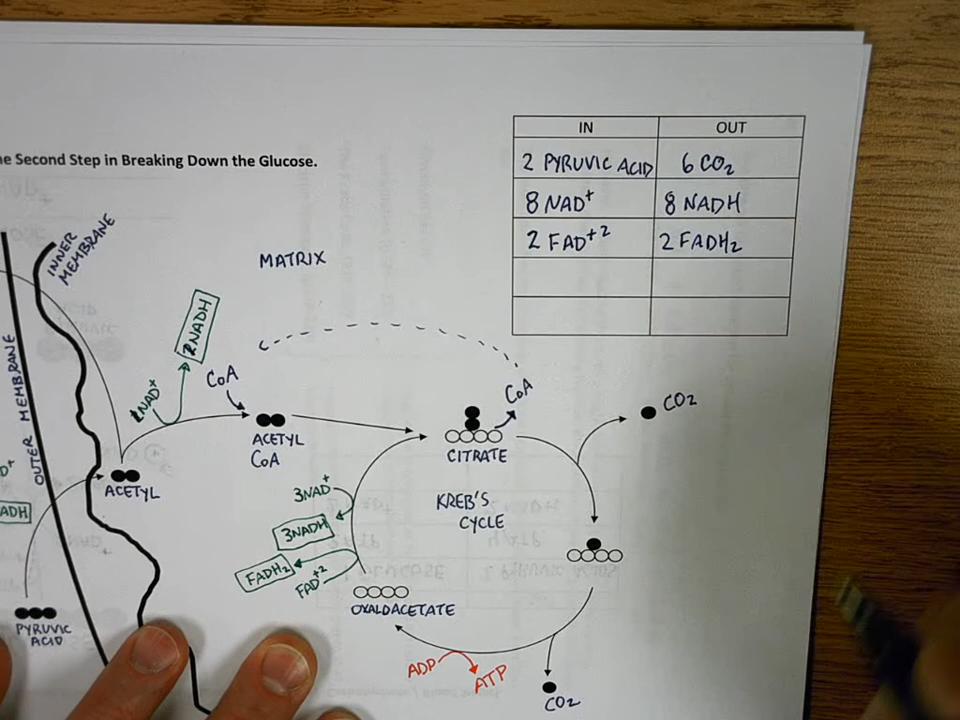 he Second Step in Breaking Down the Glucose.
IN OUT
2 PYRUVIC ACID 6 CO2
8 NAD+ 8 NADH
2 FAD+2 2 FADH2
INNER
MEMBRANE
MATRIX
OUTER MEMBRANE
NADH
NAD+
CoA
CoA
CO2
ACETYL
CoA
CITRATE
ACETYL
D+
ADH
3NAD+
3NADH
KREB'S
CYCLE
FADH2
FAD+2
OXALOACETATE
PYRUVIC
ACID
ADP
ATP
CO2